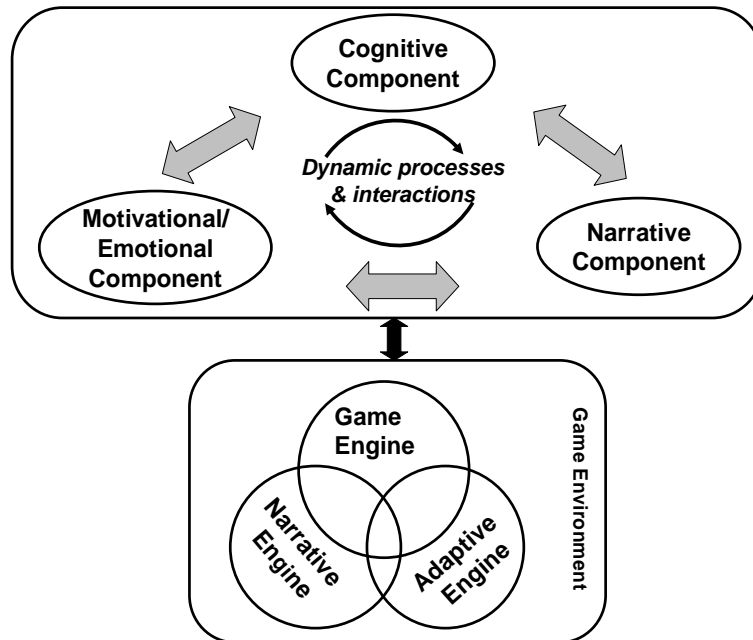 Cognitive
Component
Dynamic processes
& interactions
Motivational/
Emotional
Component
Narrative
Component
Game
Engine
Narrative
Engine
Adaptive
Engine
Game Environment